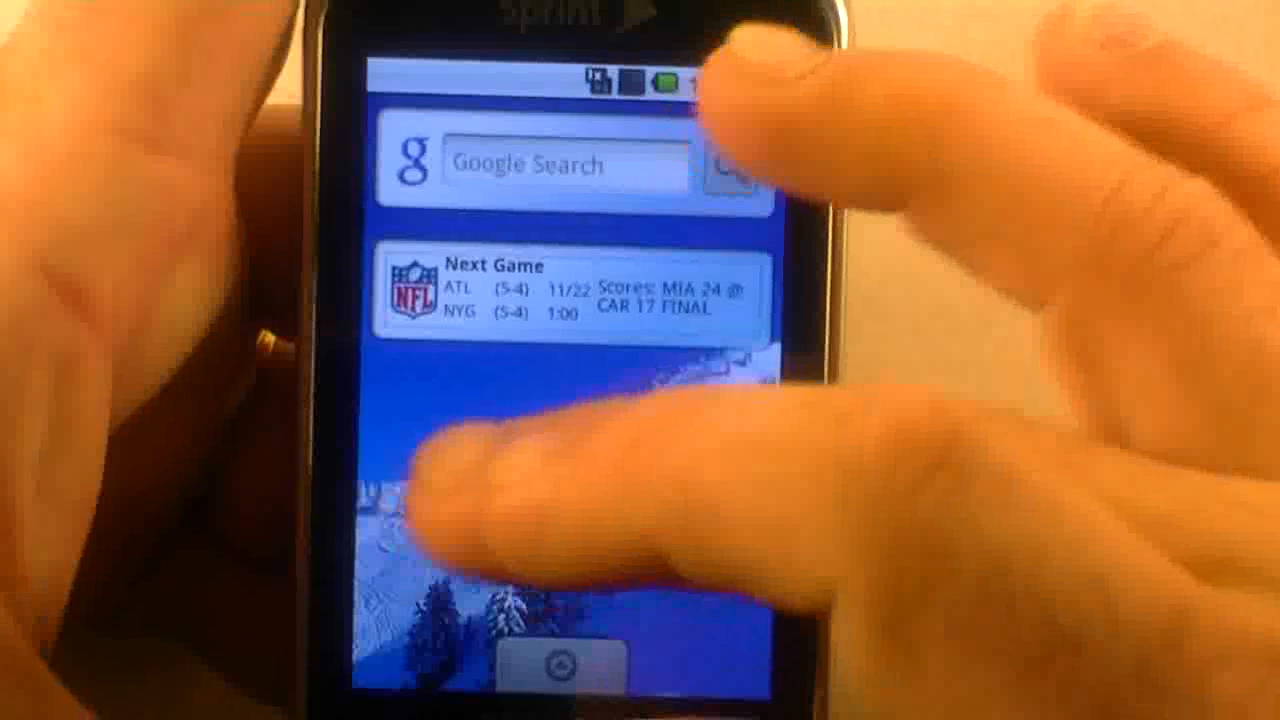 Sprint
g
Google Search
Next Game
NFL
ATL (5-4) 11/22
NYG (5-4) 1:00
Scores: MIA 24 @
CAR 17 FINAL